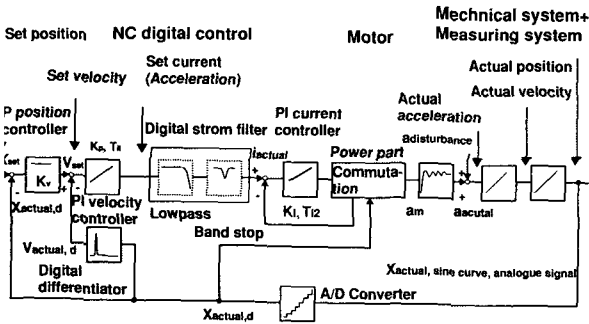 Mechnical system+
Set position NC digital control Motor Measuring system
Set current
(Acceleration)
Set velocity
Actual position
Actual velocity
Actual
acceleration
P position
controller
Kp, Tn
Digital strom filter
PI current
controller
adisturbance
Xset
Vset
iactual
Power part
Commuta-
tion
Kv
Xactual,d
PI velocity
controller
Lowpass
KI, TI2
am
aacutal
Band stop
Vactual, d
Digital
differentiator
Xactual, sine curve, analogue signal
A/D Converter
Xactual,d